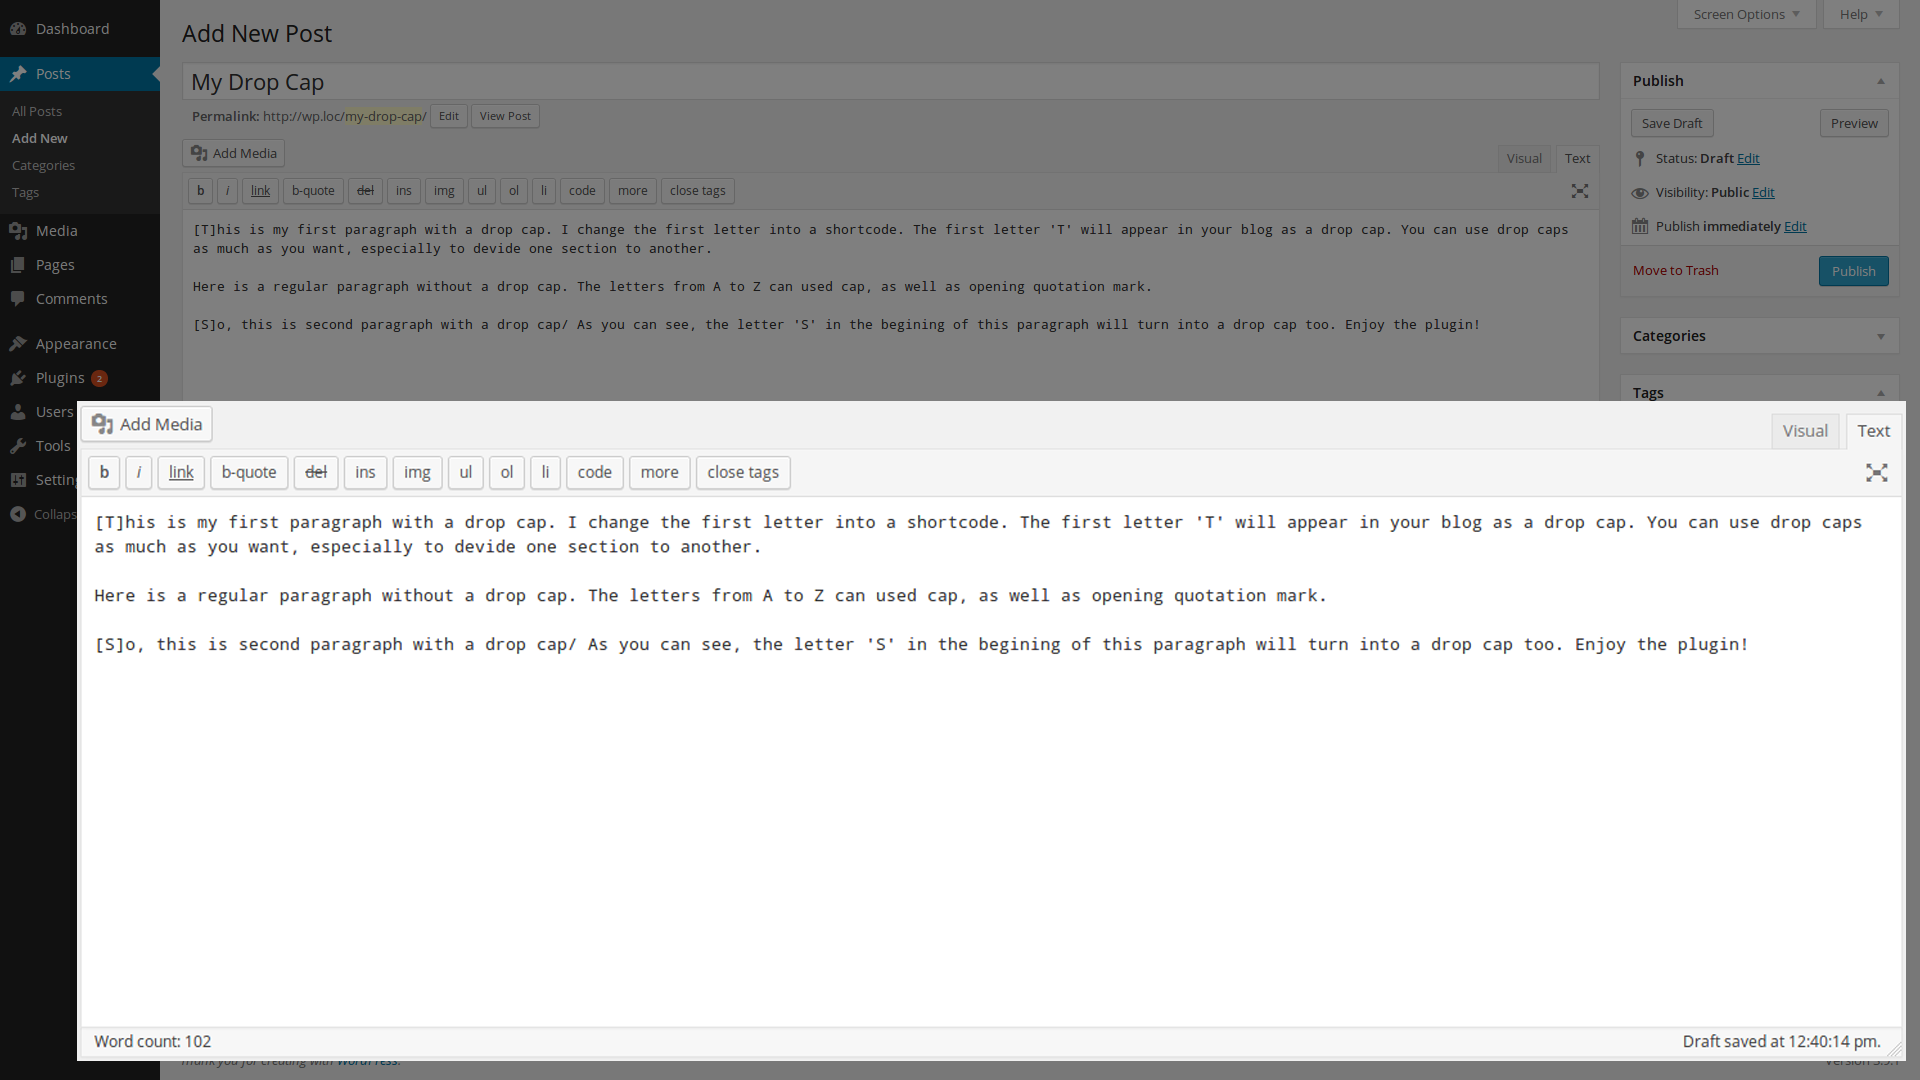 Dashboard
Posts
All Posts
Add New
Categories
Tags
Media
Pages
Comments
Appearance
Plugins 2
Users
Tools
Settin
Collaps
Screen Options
Help
Add New Post
My Drop Cap
Permalink: http://wp.loc/my-drop-cap/ Edit View Post
Add Media
Visual Text
b i link b-quote del ins img ul ol li code more close tags
[T]his is my first paragraph with a drop cap. I change the first letter into a shortcode. The first letter 'T' will appear in your blog as a drop cap. You can use drop caps
as much as you want, especially to devide one section to another.
Here is a regular paragraph without a drop cap. The letters from A to Z can used cap, as well as opening quotation mark.
[S]o, this is second paragraph with a drop cap/ As you can see, the letter 'S' in the begining of this paragraph will turn into a drop cap too. Enjoy the plugin!
Publish
Save Draft Preview
Status: Draft Edit
Visibility: Public Edit
Publish immediately Edit
Move to Trash Publish
Categories
Tags
Add Media
Visual Text
b i link b-quote del ins img ul ol li code more close tags
[T]his is my first paragraph with a drop cap. I change the first letter into a shortcode. The first letter 'T' will appear in your blog as a drop cap. You can use drop caps
as much as you want, especially to devide one section to another.
Here is a regular paragraph without a drop cap. The letters from A to Z can used cap, as well as opening quotation mark.
[S]o, this is second paragraph with a drop cap/ As you can see, the letter 'S' in the begining of this paragraph will turn into a drop cap too. Enjoy the plugin!
Word count: 102
Draft saved at 12:40:14 pm.
Thank you for creating with WordPress.